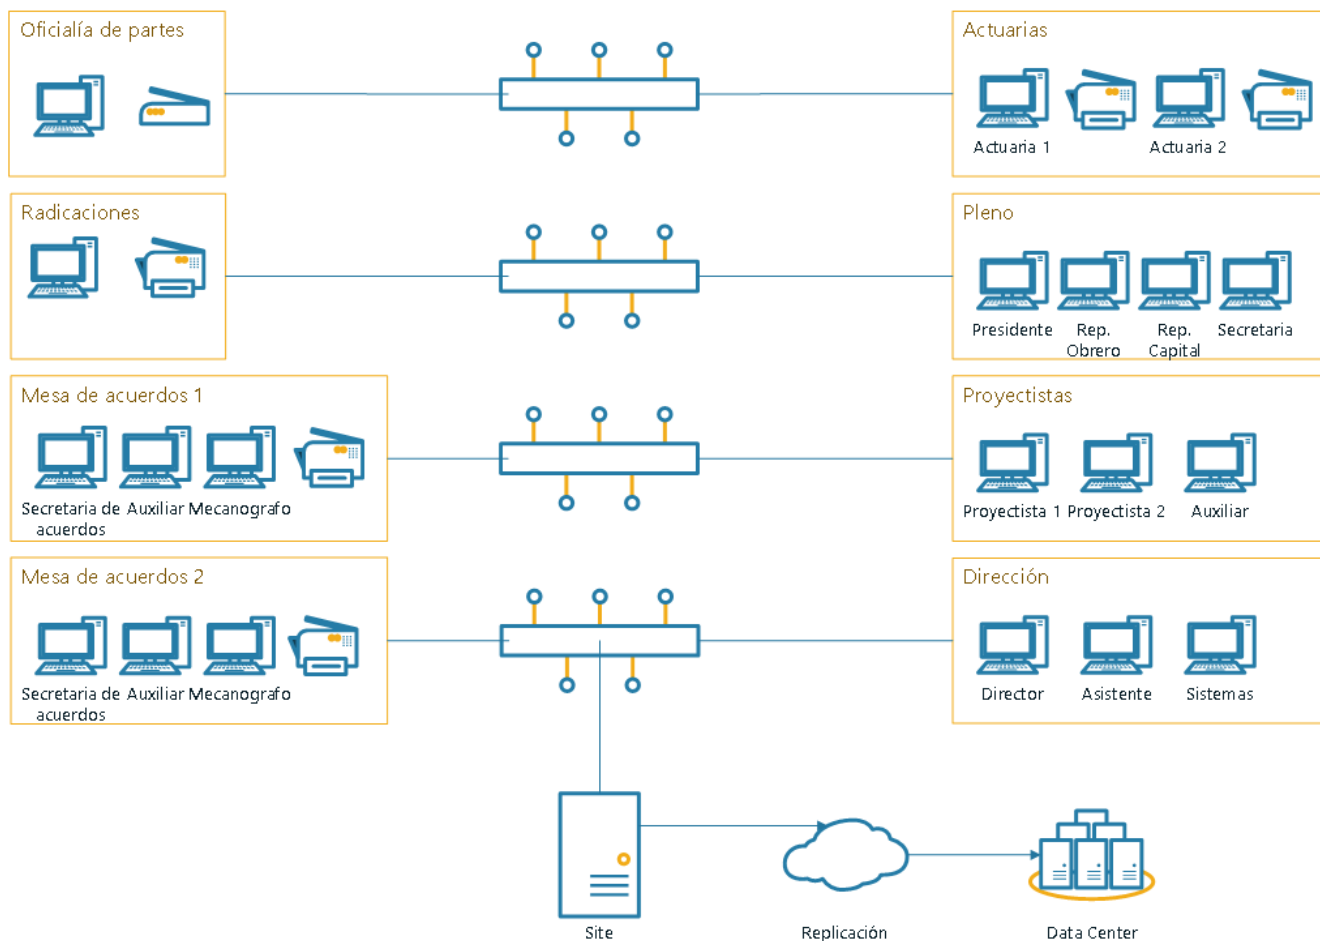 Oficialía de partes
Actuarias
Actuaria 1
Actuaria 2
Radicaciones
Pleno
Presidente
Rep.
Obrero
Rep.
Capital
Secretaria
Mesa de acuerdos 1
Secretaria de
acuerdos
Auxiliar
Mecanografo
Proyectistas
Proyectista 1
Proyectista 2
Auxiliar
Mesa de acuerdos 2
Secretaria de
acuerdos
Auxiliar
Mecanografo
Dirección
Director
Asistente
Sistemas
Site
Replicación
Data Center